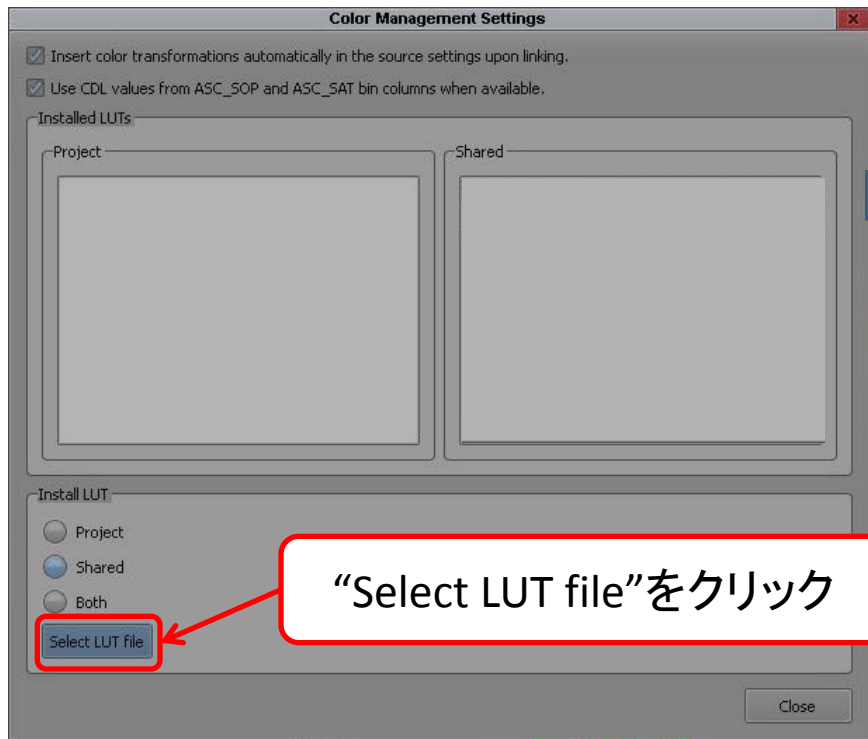 Color Management Settings
Insert color transformations automatically in the source settings upon linking.
Use CDL values from ASC_SOP and ASC_SAT bin columns when available.
Installed LUTs
Project
Shared
Install LUT
Project
Shared
Both
Select LUT file
“Select LUT file”をクリック
Close